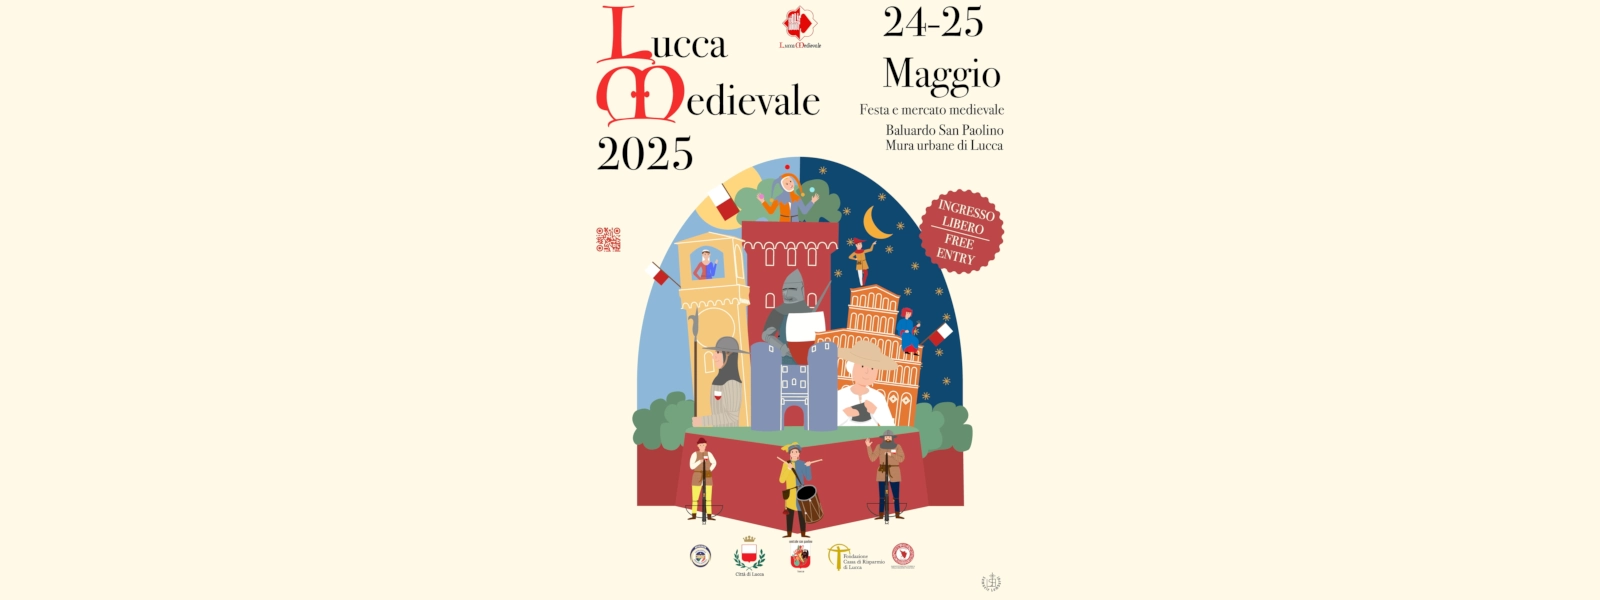 Lucca
Medievale
2025
Lucca Medievale
24-25
Maggio
Festa e mercato medievale
Baluardo San Paolino
Mura urbane di Lucca
INGRESSO
LIBERO
FREE
ENTRY
Città di Lucca
Fondazione
Cassa di Risparmio
di Lucca